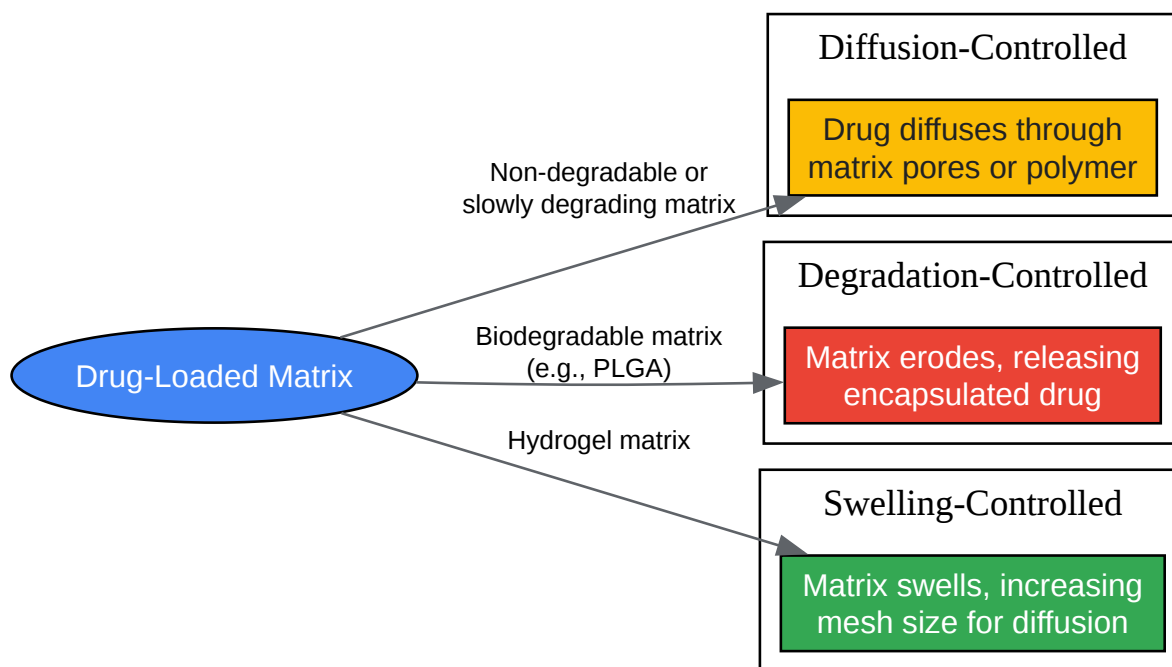 Diffusion-Controlled
Drug diffuses through
matrix pores or polymer
Non-degradable or
slowly degrading matrix
Degradation-Controlled
Biodegradable matrix
(e.g., PLGA)
Matrix erodes, releasing
encapsulated drug
Drug-Loaded Matrix
Hydrogel matrix
Swelling-Controlled
Matrix swells, increasing
mesh size for diffusion